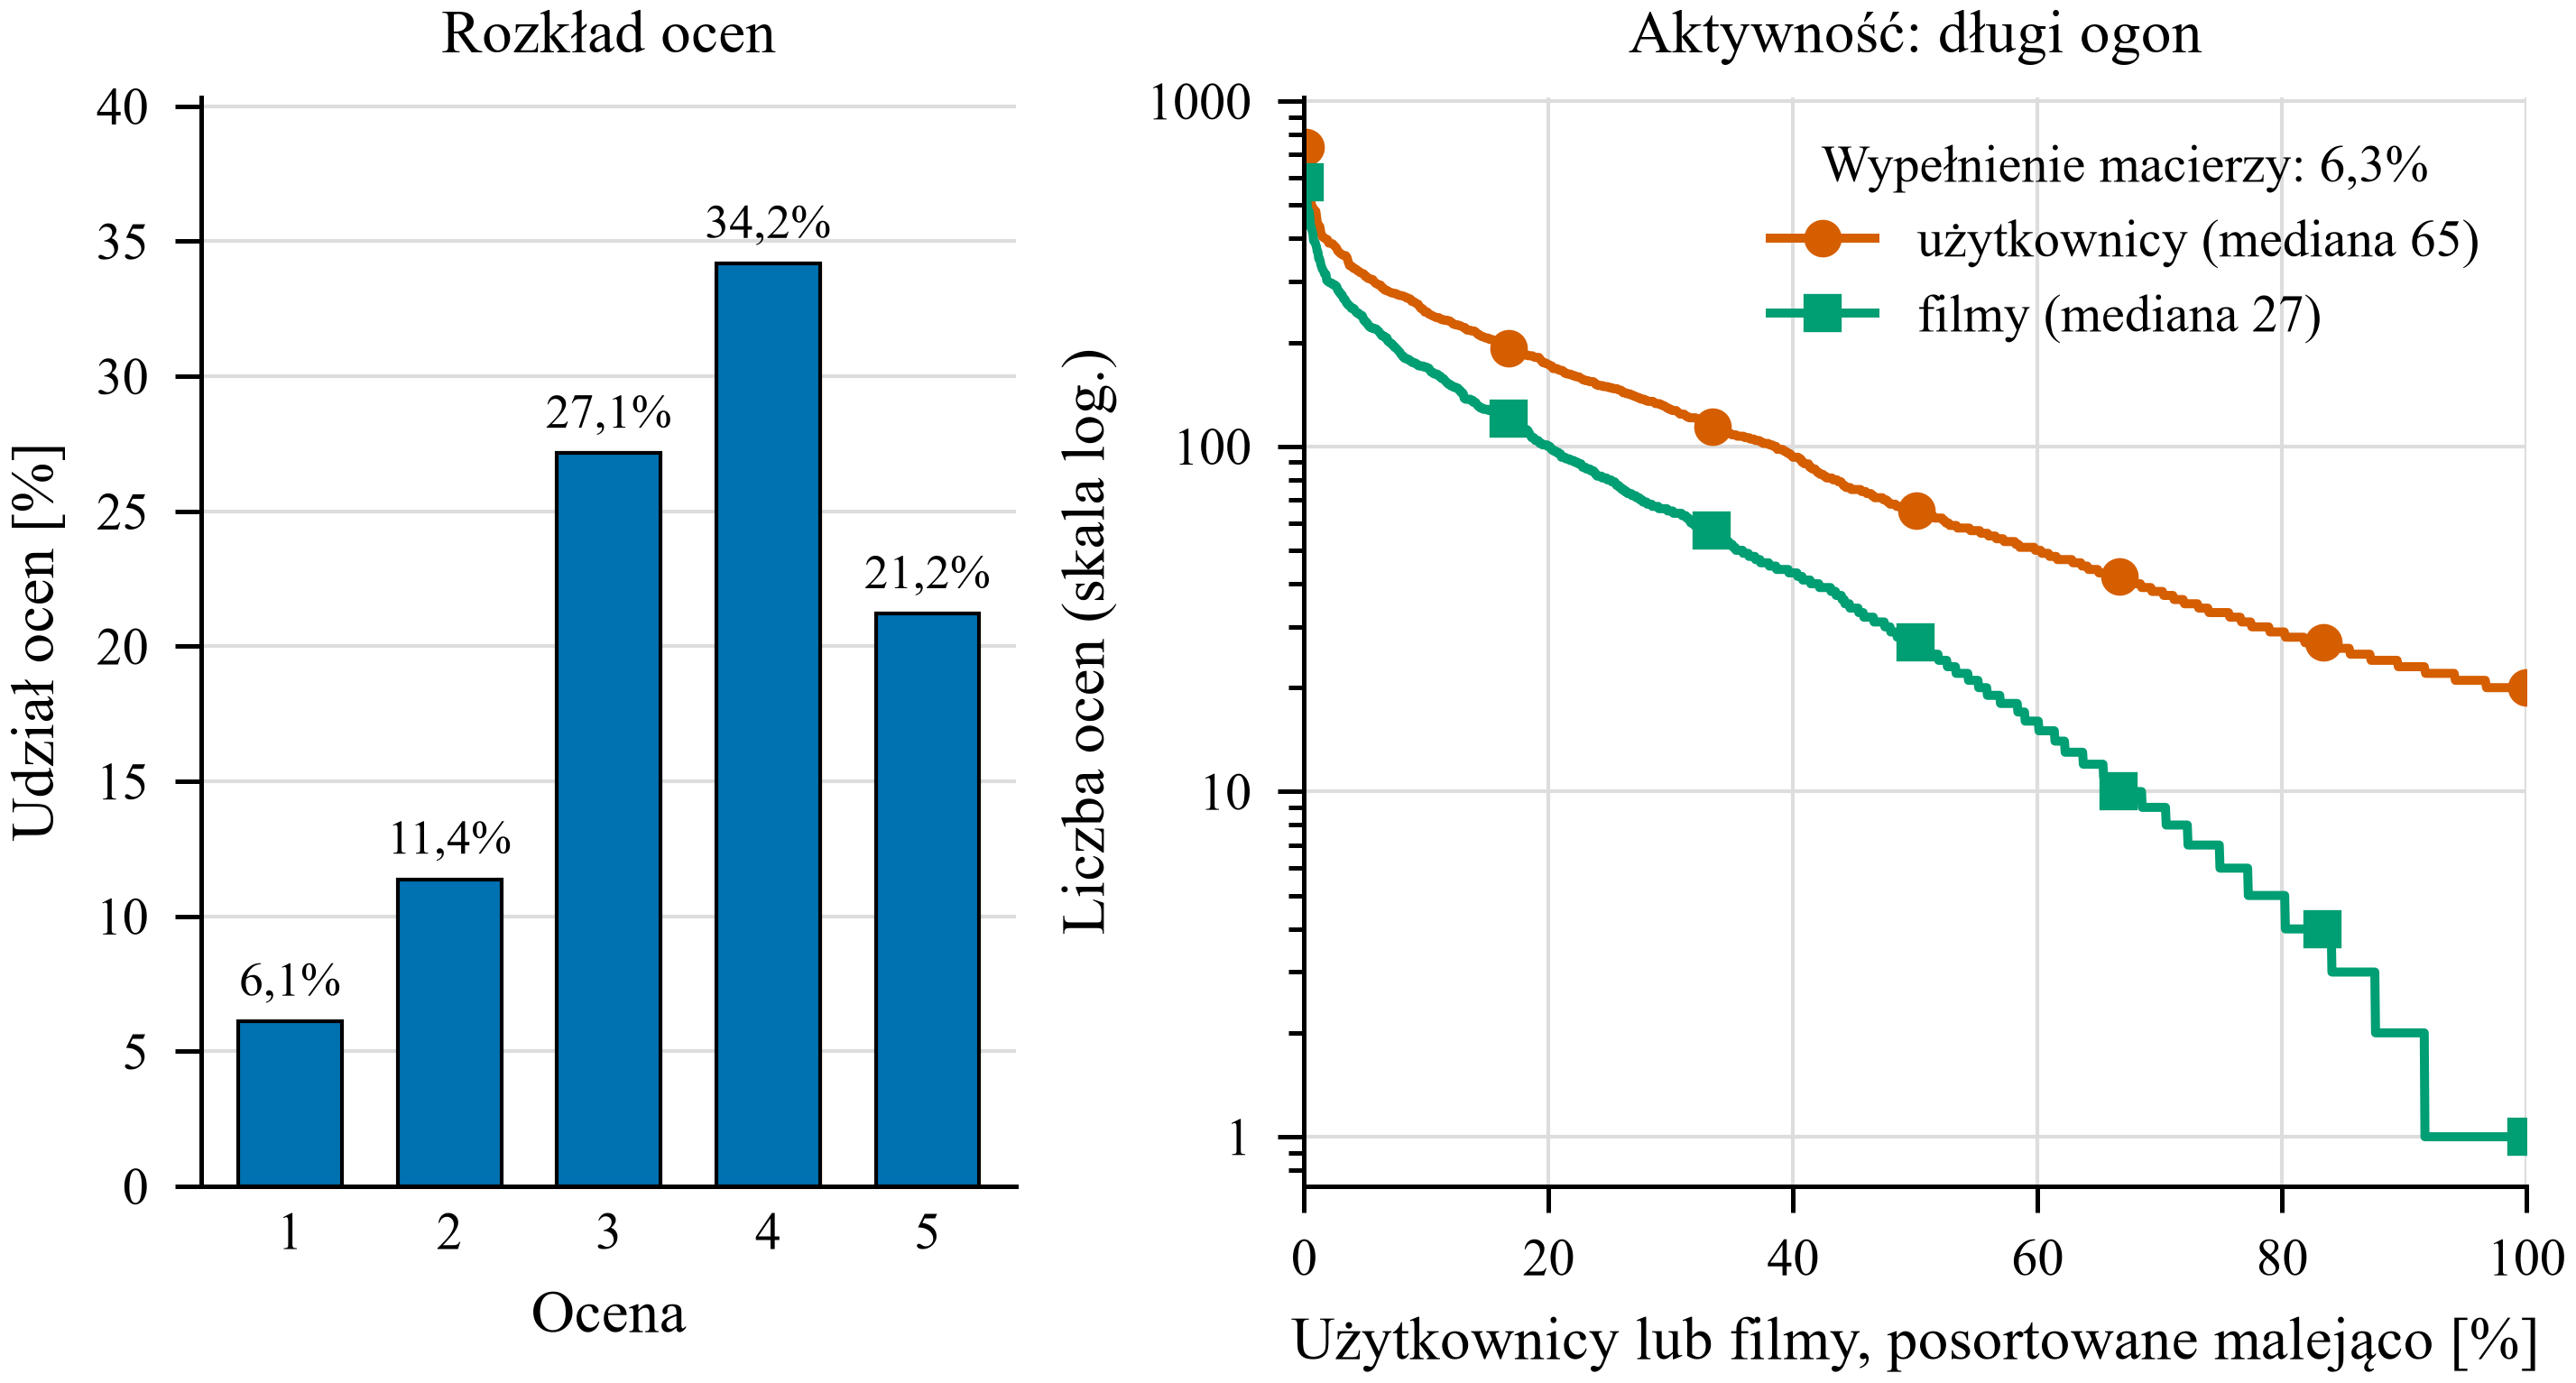 Rozkład ocen
Udział ocen [%]
40
35
30
25
20
15
10
5
0
6,1%
11,4%
27,1%
34,2%
21,2%
1 2 3 4 5
Ocena
Aktywność: długi ogon
Liczba ocen (skala log.)
1000
100
10
1
Wypełnienie macierzy: 6,3%
użytkownicy (mediana 65)
filmy (mediana 27)
0 20 40 60 80 100
Użytkownicy lub filmy, posortowane malejąco [%]